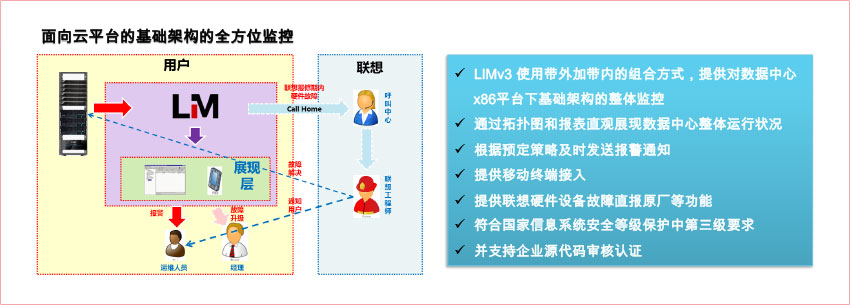 面向云平台的基础架构的全方位监控
用户
联想
LiM
联想报修期内
硬件故障
Call Home
呼叫中心
展现
层
故障
解决
联想工程师
报警
故障
升级
通知
用户
运维人员
经理
✓ LIMv3 使用带外加带内的组合方式，提供对数据中心
x86平台下基础架构的整体监控
✓ 通过拓扑图和报表直观展现数据中心整体运行状况
✓ 根据预定策略及时发送报警通知
✓ 提供移动终端接入
✓ 提供联想硬件设备故障直报原厂等功能
✓ 符合国家信息系统安全等级保护中第三级要求
✓ 并支持企业源代码审核认证